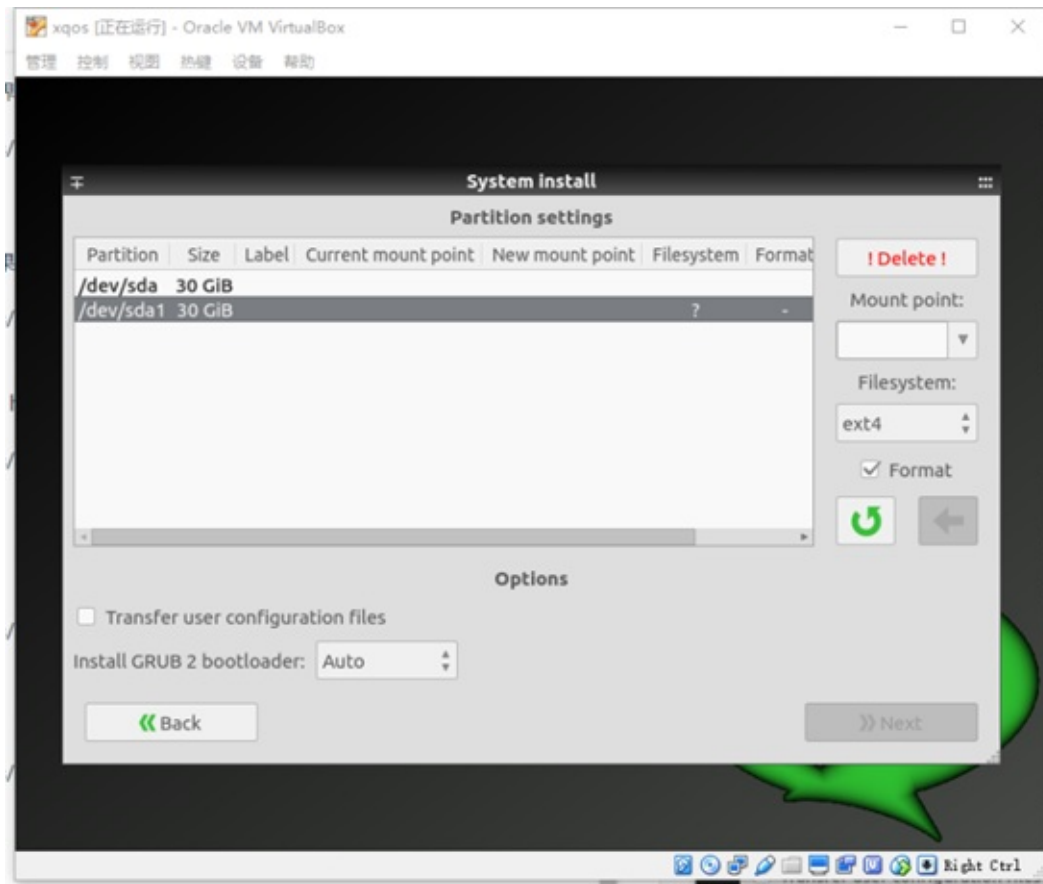 xqos [正在运行] - Oracle VM VirtualBox
管理 控制 视图 热键 设备 帮助
System install
Partition settings
Partition Size Label Current mount point New mount point Filesystem Format
! Delete !
/dev/sda 30 GiB
/dev/sda1 30 GiB ? -
Mount point:
Filesystem:
ext4
Format
Options
Transfer user configuration files
Install GRUB 2 bootloader: Auto
Back
Next
Right Ctrl